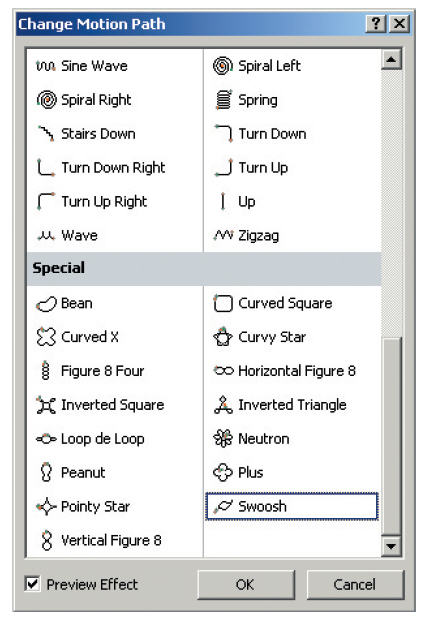 Change Motion Path
Sine Wave Spiral Left
Spiral Right Spring
Stairs Down Turn Down
Turn Down Right Turn Up
Turn Up Right Up
Wave Zigzag
Special
Bean Curved Square
Curved X Curvy Star
Figure 8 Four Horizontal Figure 8
Inverted Square Inverted Triangle
Loop de Loop Neutron
Peanut Plus
Pointy Star Swoosh
Vertical Figure 8
Preview Effect OK Cancel